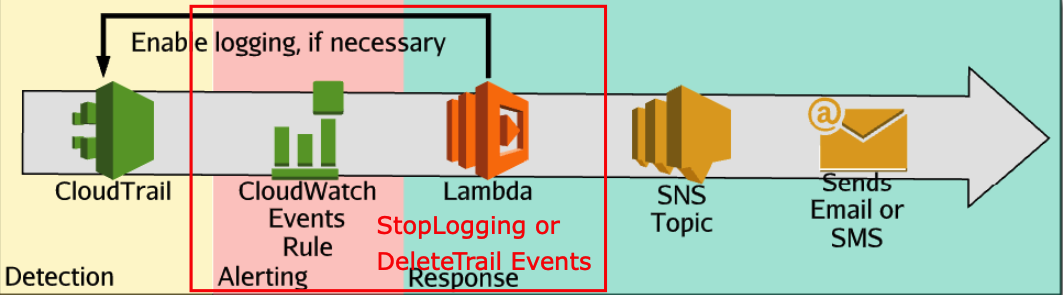 Enable logging, if necessary
@
CloudTrail
CloudWatch
Events
Rule
Lambda
StopLogging or
DeleteTrail Events
SNS
Topic
Sends
Email or
SMS
Detection
Alerting
Response